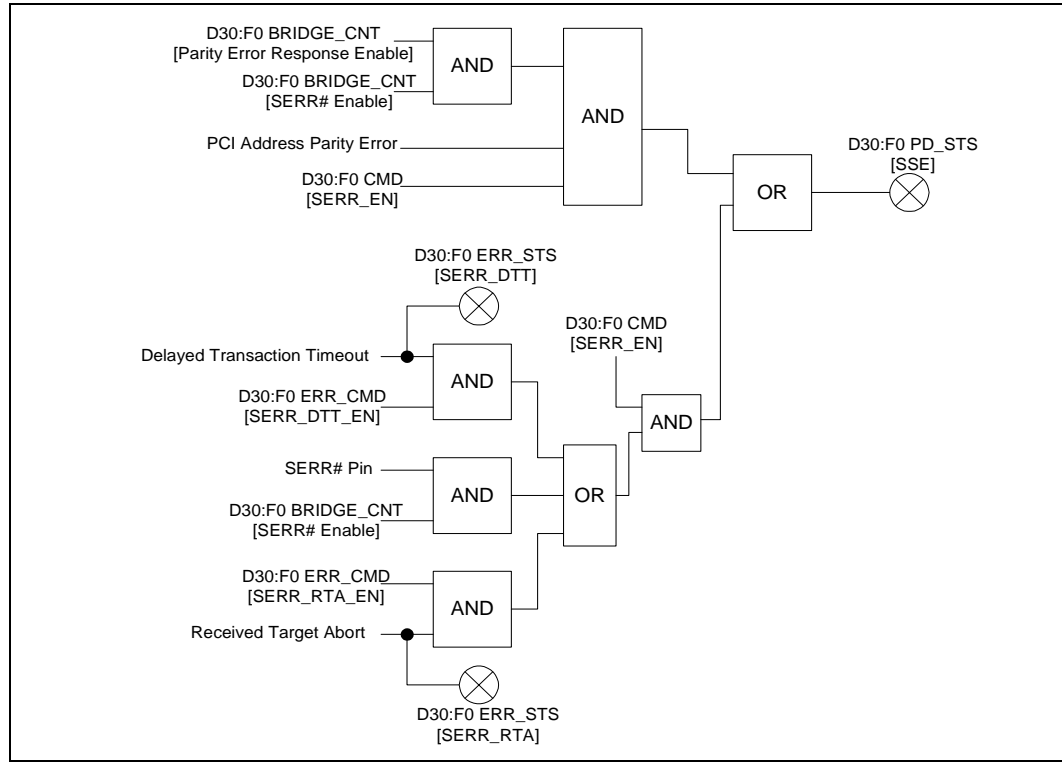 D30:F0 BRIDGE_CNT
[Parity Error Response Enable]
AND
D30:F0 BRIDGE_CNT
[SERR# Enable]
AND
PCI Address Parity Error
D30:F0 CMD
[SERR_EN]
D30:F0 PD_STS
[SSE]
OR
D30:F0 ERR_STS
[SERR_DTT]
D30:F0 CMD
[SERR_EN]
Delayed Transaction Timeout
AND
D30:F0 ERR_CMD
[SERR_DTT_EN]
AND
SERR# Pin
AND
OR
D30:F0 BRIDGE_CNT
[SERR# Enable]
D30:F0 ERR_CMD
[SERR_RTA_EN]
AND
Received Target Abort
D30:F0 ERR_STS
[SERR_RTA]